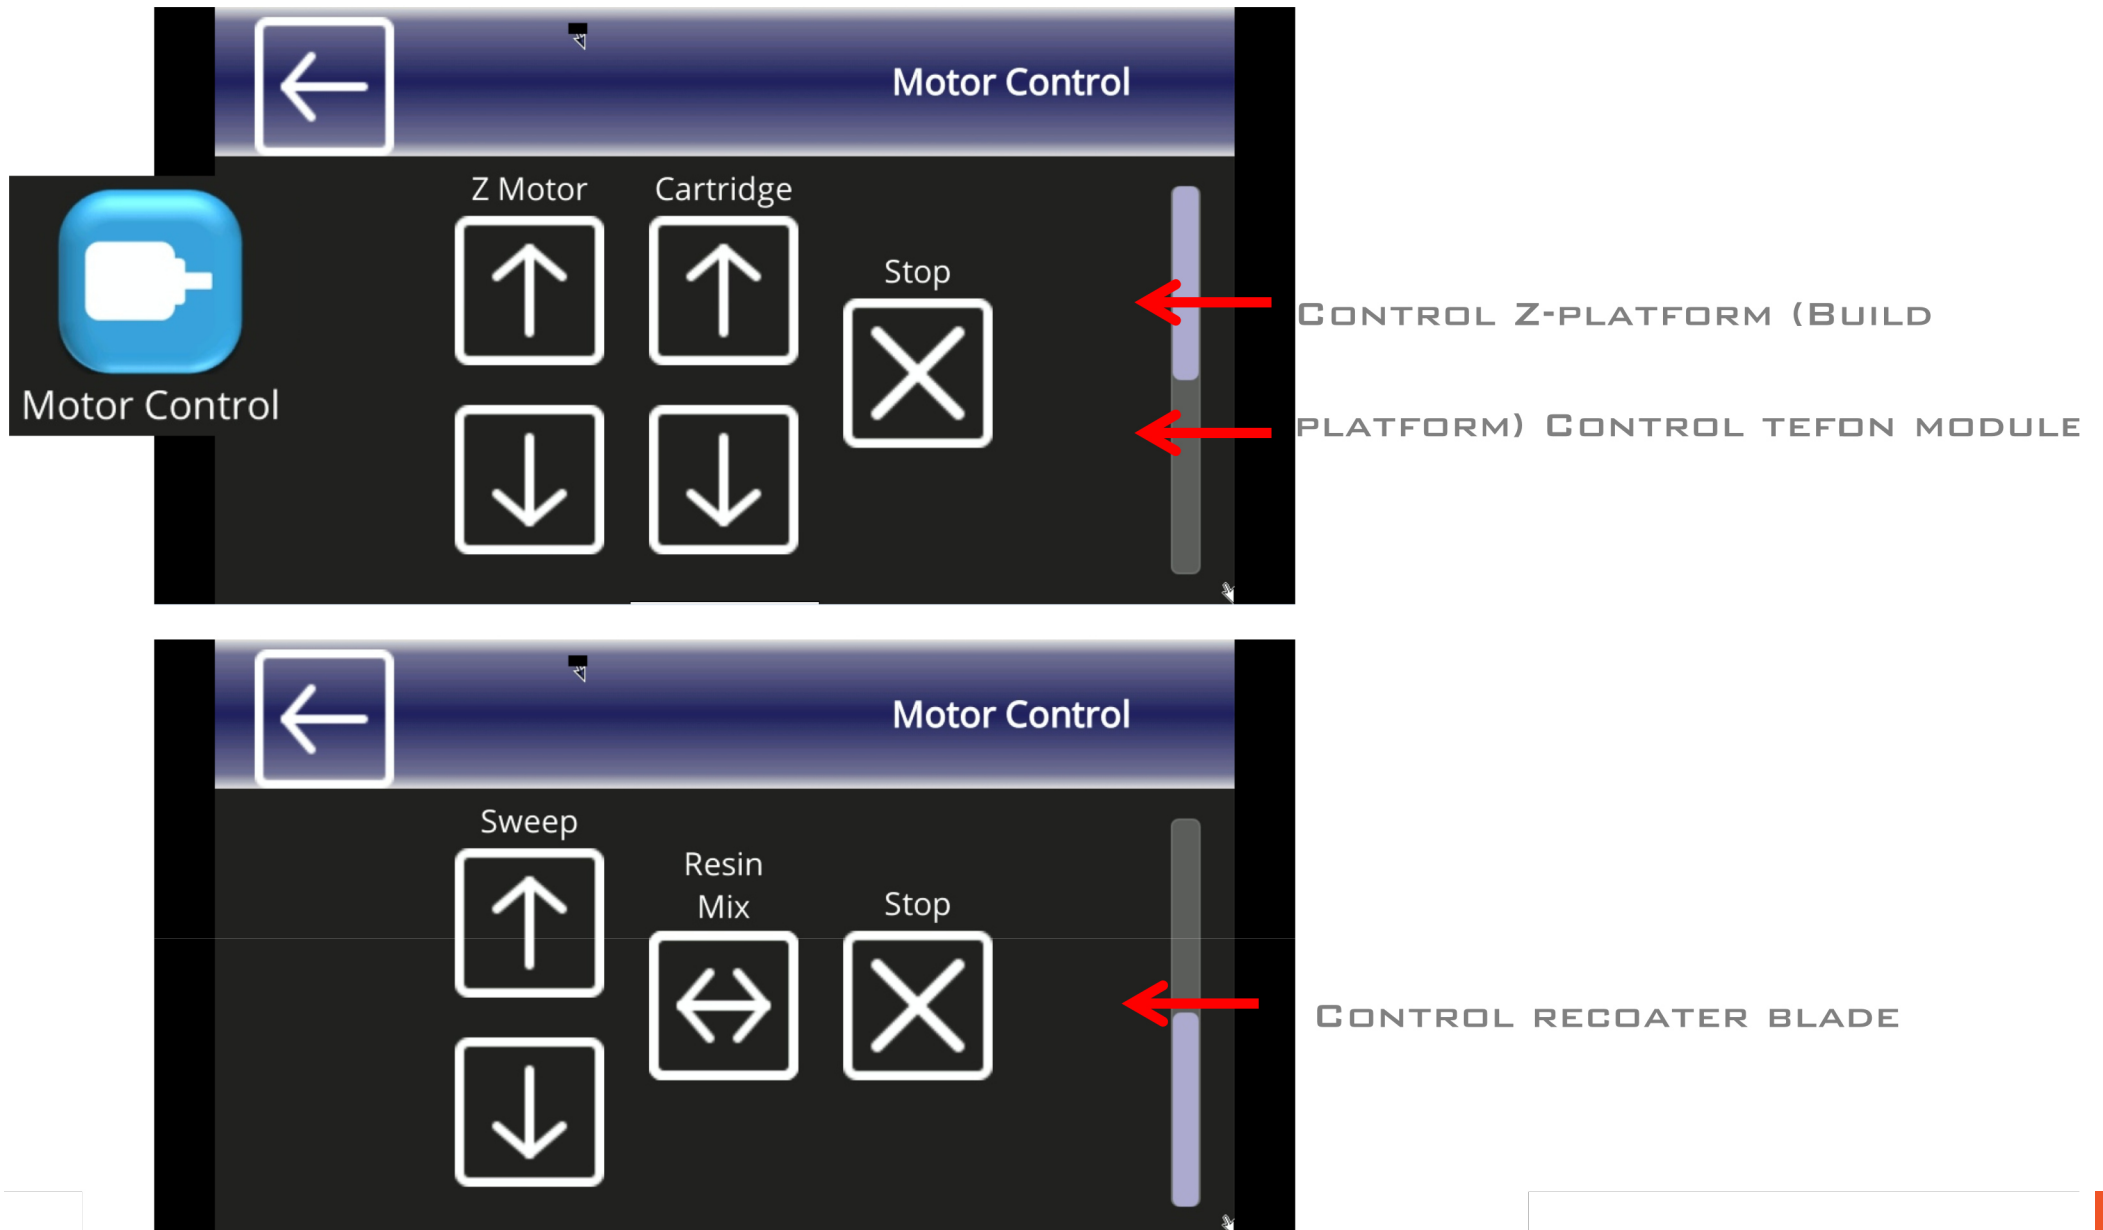 Motor Control
Z Motor
Cartridge
Stop
Motor Control
Control Z-platform (Build
platform) Control tefon module
Motor Control
Sweep
Resin
Mix
Stop
Control recoater blade